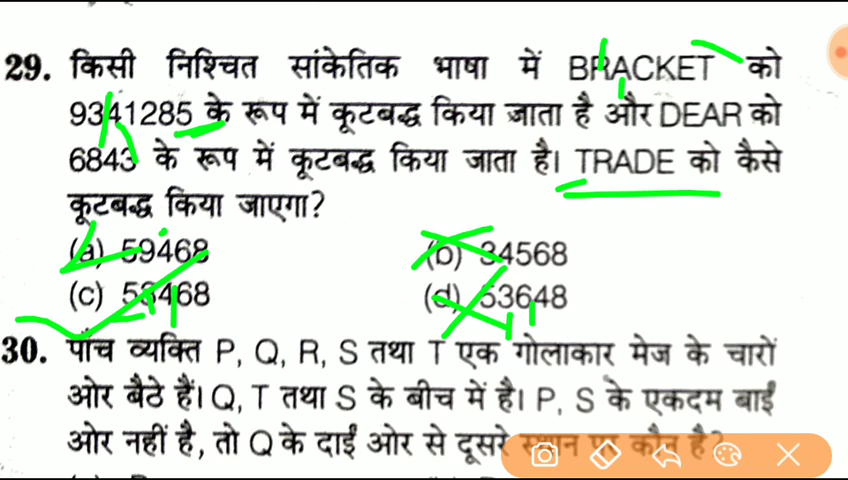 29. किसी निश्चित सांकेतिक भाषा में BRACKET को
9341285 के रूप में कूटबद्ध किया जाता है और DEAR को
6843 के रूप में कूटबद्ध किया जाता है। TRADE को कैसे
कूटबद्ध किया जाएगा?
(a) 59468 (b) 34568
(c) 53468 (d) 53648
30. पाँच व्यक्ति P, Q, R, S तथा T एक गोलाकार मेज के चारों
ओर बैठे हैं। Q, T तथा S के बीच में है। P, S के एकदम बाईं
ओर नहीं है, तो Q के दाईं ओर से दूसरे स्थान पर कौन है?